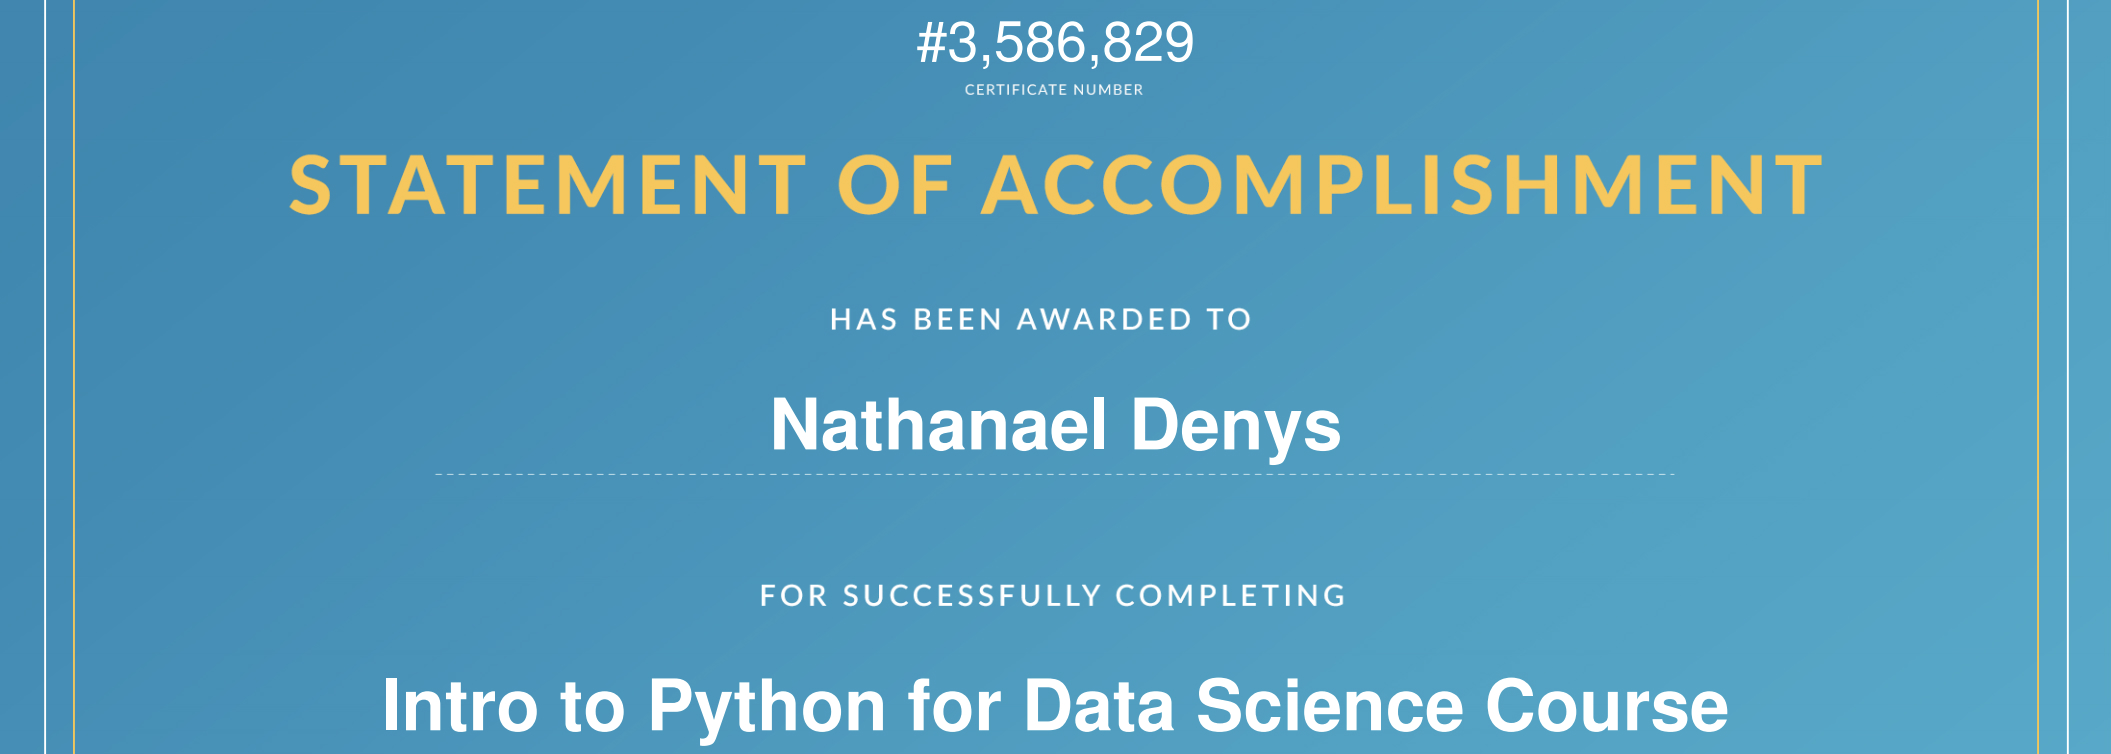 #3,586,829
CERTIFICATE NUMBER
STATEMENT OF ACCOMPLISHMENT
HAS BEEN AWARDED TO
Nathanael Denys
FOR SUCCESSFULLY COMPLETING
Intro to Python for Data Science Course